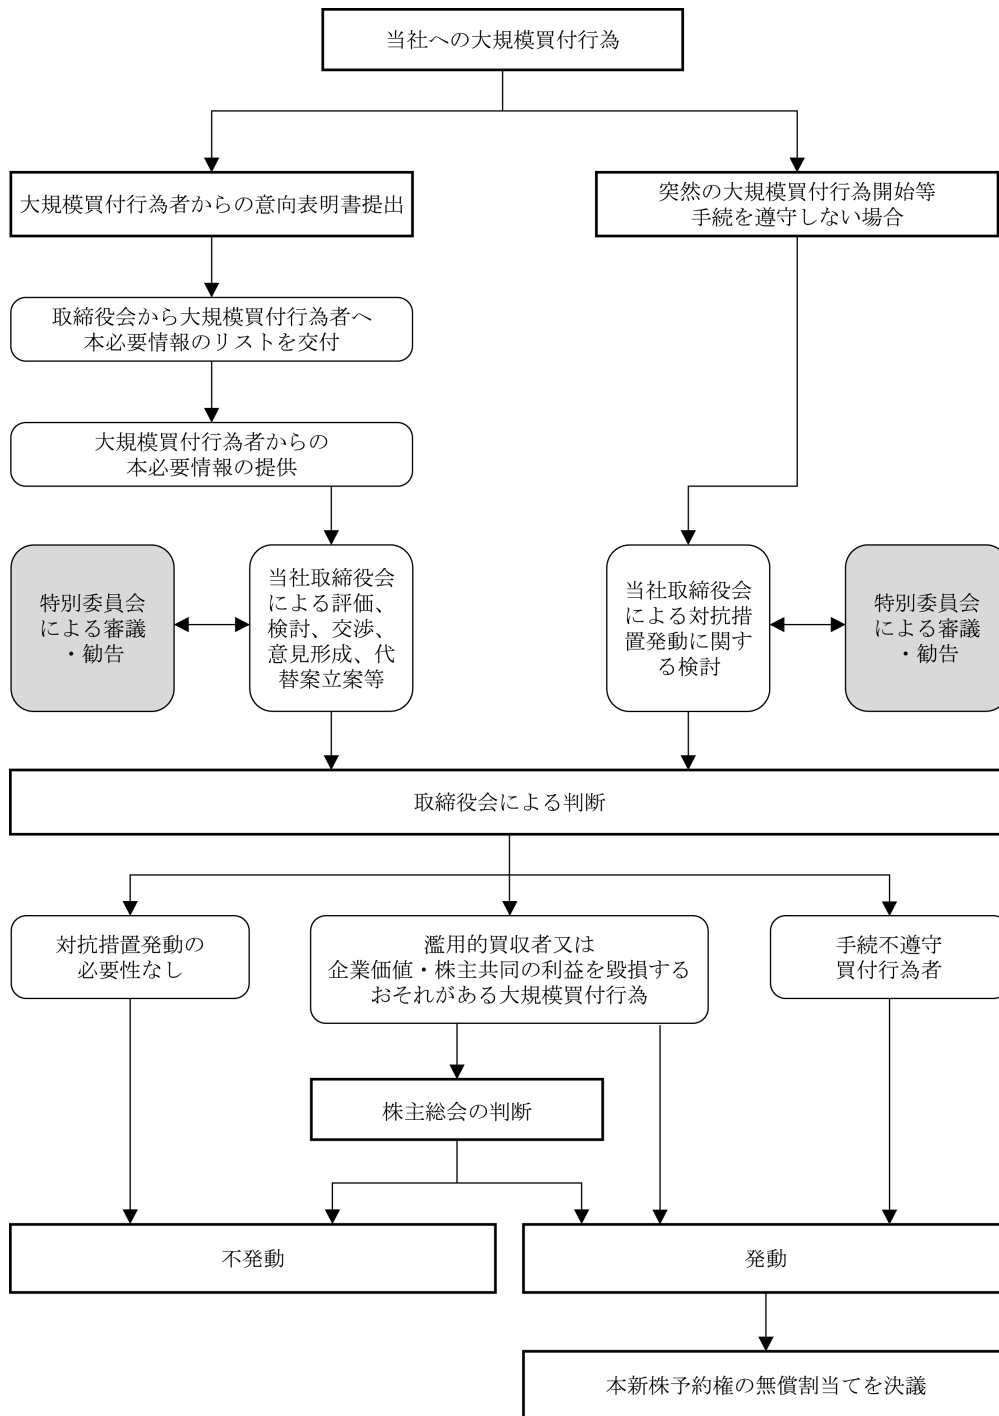 当社への大規模買付行為
大規模買付行為者からの意向表明書提出
突然の大規模買付行為開始等
手続を遵守しない場合
取締役会から大規模買付行為者へ
本必要情報のリストを交付
大規模買付行為者からの
本必要情報の提供
特別委員会
による審議
・勧告
当社取締役会
による評価、
検討、交渉、
意見形成、代
替案立案等
当社取締役会
による対抗措
置発動に関す
る検討
特別委員会
による審議
・勧告
取締役会による判断
対抗措置発動の
必要性なし
濫用的買収者又は
企業価値・株主共同の利益を毀損する
おそれがある大規模買付行為
手続不遵守
買付行為者
株主総会の判断
不発動
発動
本新株予約権の無償割当てを決議